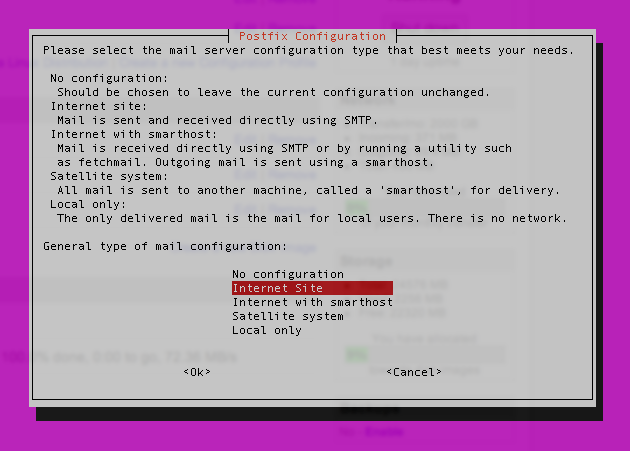 Postfix Configuration
Please select the mail server configuration type that best meets your needs.
No configuration:
Should be chosen to leave the current configuration unchanged.
Internet site:
Mail is sent and received directly using SMTP.
Internet with smarthost:
Mail is received directly using SMTP or by running a utility such
as fetchmail. Outgoing mail is sent using a smarthost.
Satellite system:
All mail is sent to another machine, called a 'smarthost', for delivery.
Local only:
The only delivered mail is the mail for local users. There is no network.
General type of mail configuration:
No configuration
Internet Site
Internet with smarthost
Satellite system
Local only
<Ok> <Cancel>